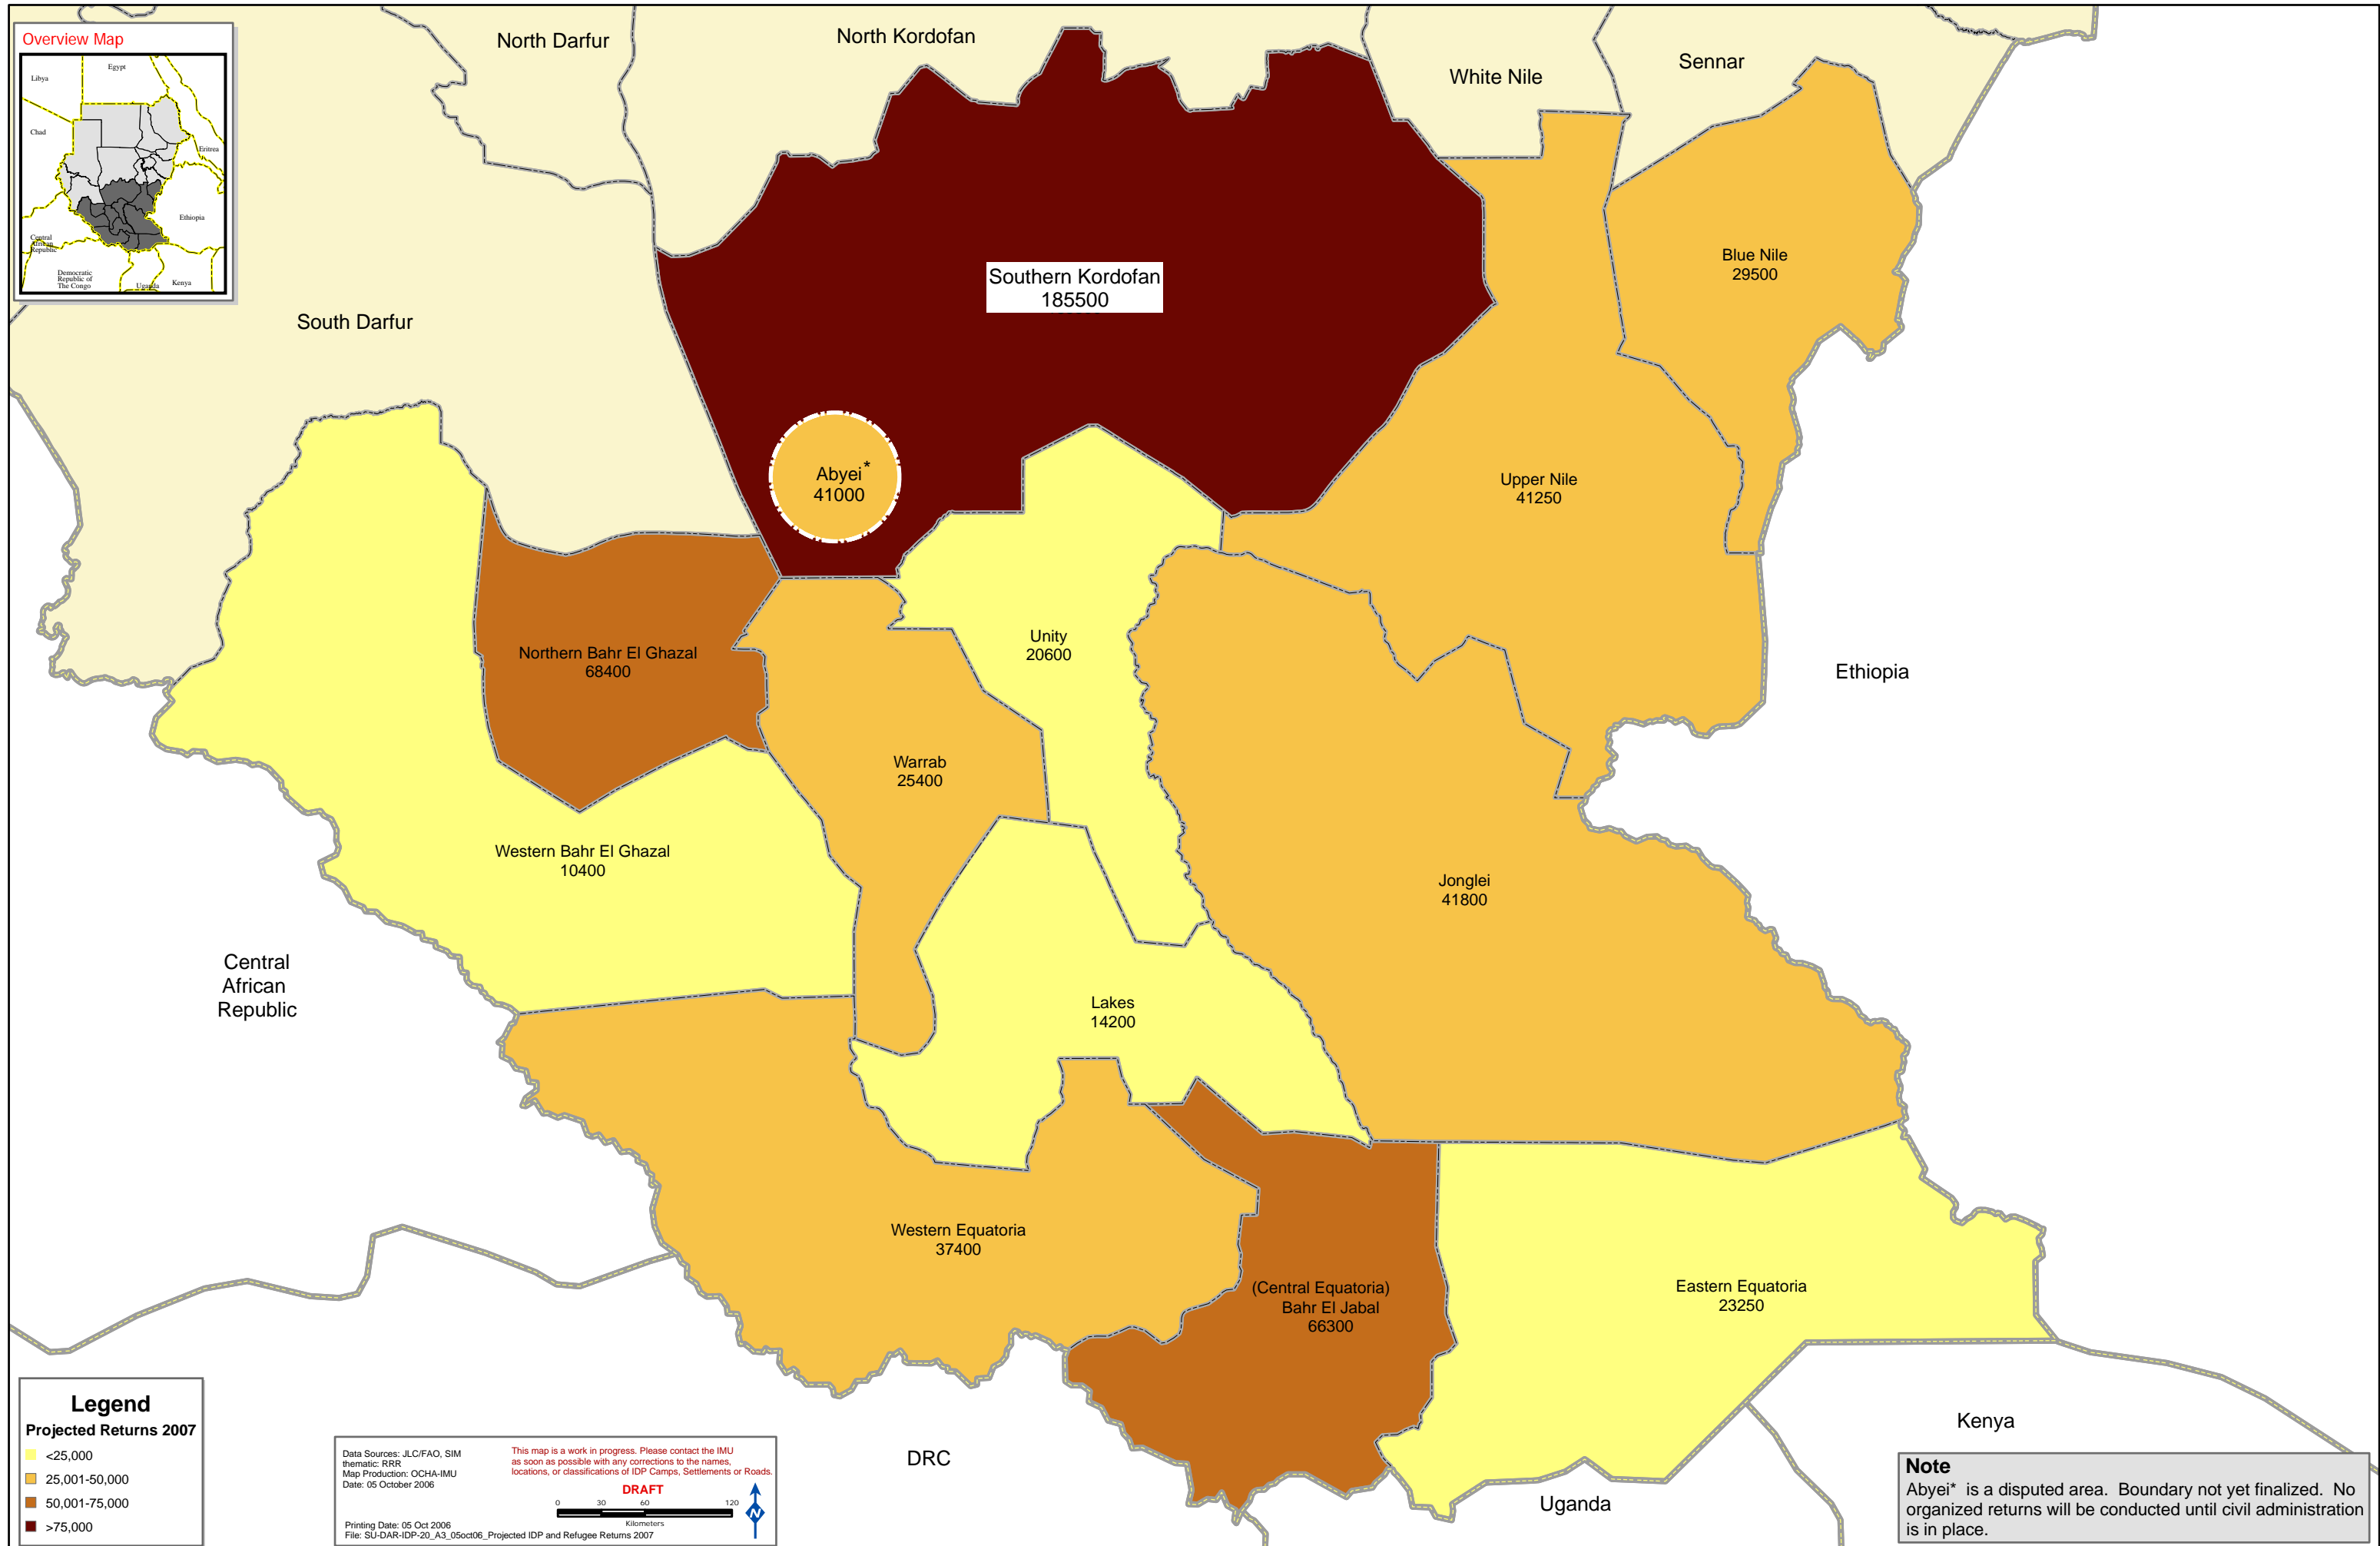 Overview Map
Libya
Egypt
Chad
Eritrea
Ethiopia
Central
African
Republic
Democratic
Republic of
The Congo
Uganda
Kenya
North Darfur
North Kordofan
White Nile
Sennar
South Darfur
Southern Kordofan
185500
Blue Nile
29500
Abyei*
41000
Upper Nile
41250
Northern Bahr El Ghazal
68400
Unity
20600
Ethiopia
Warrab
25400
Western Bahr El Ghazal
10400
Jonglei
41800
Central
African
Republic
Lakes
14200
Western Equatoria
37400
(Central Equatoria)
Bahr El Jabal
66300
Eastern Equatoria
23250
Kenya
DRC
Uganda
Legend
Projected Returns 2007
<25,000
25,001-50,000
50,001-75,000
>75,000
Data Sources: JLC/FAO, SIM
thematic: RRR
Map Production: OCHA-IMU
Date: 05 October 2006
This map is a work in progress. Please contact the IMU
as soon as possible with any corrections to the names,
locations, or classifications of IDP Camps, Settlements or Roads.
DRAFT
0 30 60 120
Kilometers
N
Printing Date: 05 Oct 2006
File: SU-DAR-IDP-20_A3_05oct06_Projected IDP and Refugee Returns 2007
Note
Abyei* is a disputed area. Boundary not yet finalized. No
organized returns will be conducted until civil administration
is in place.